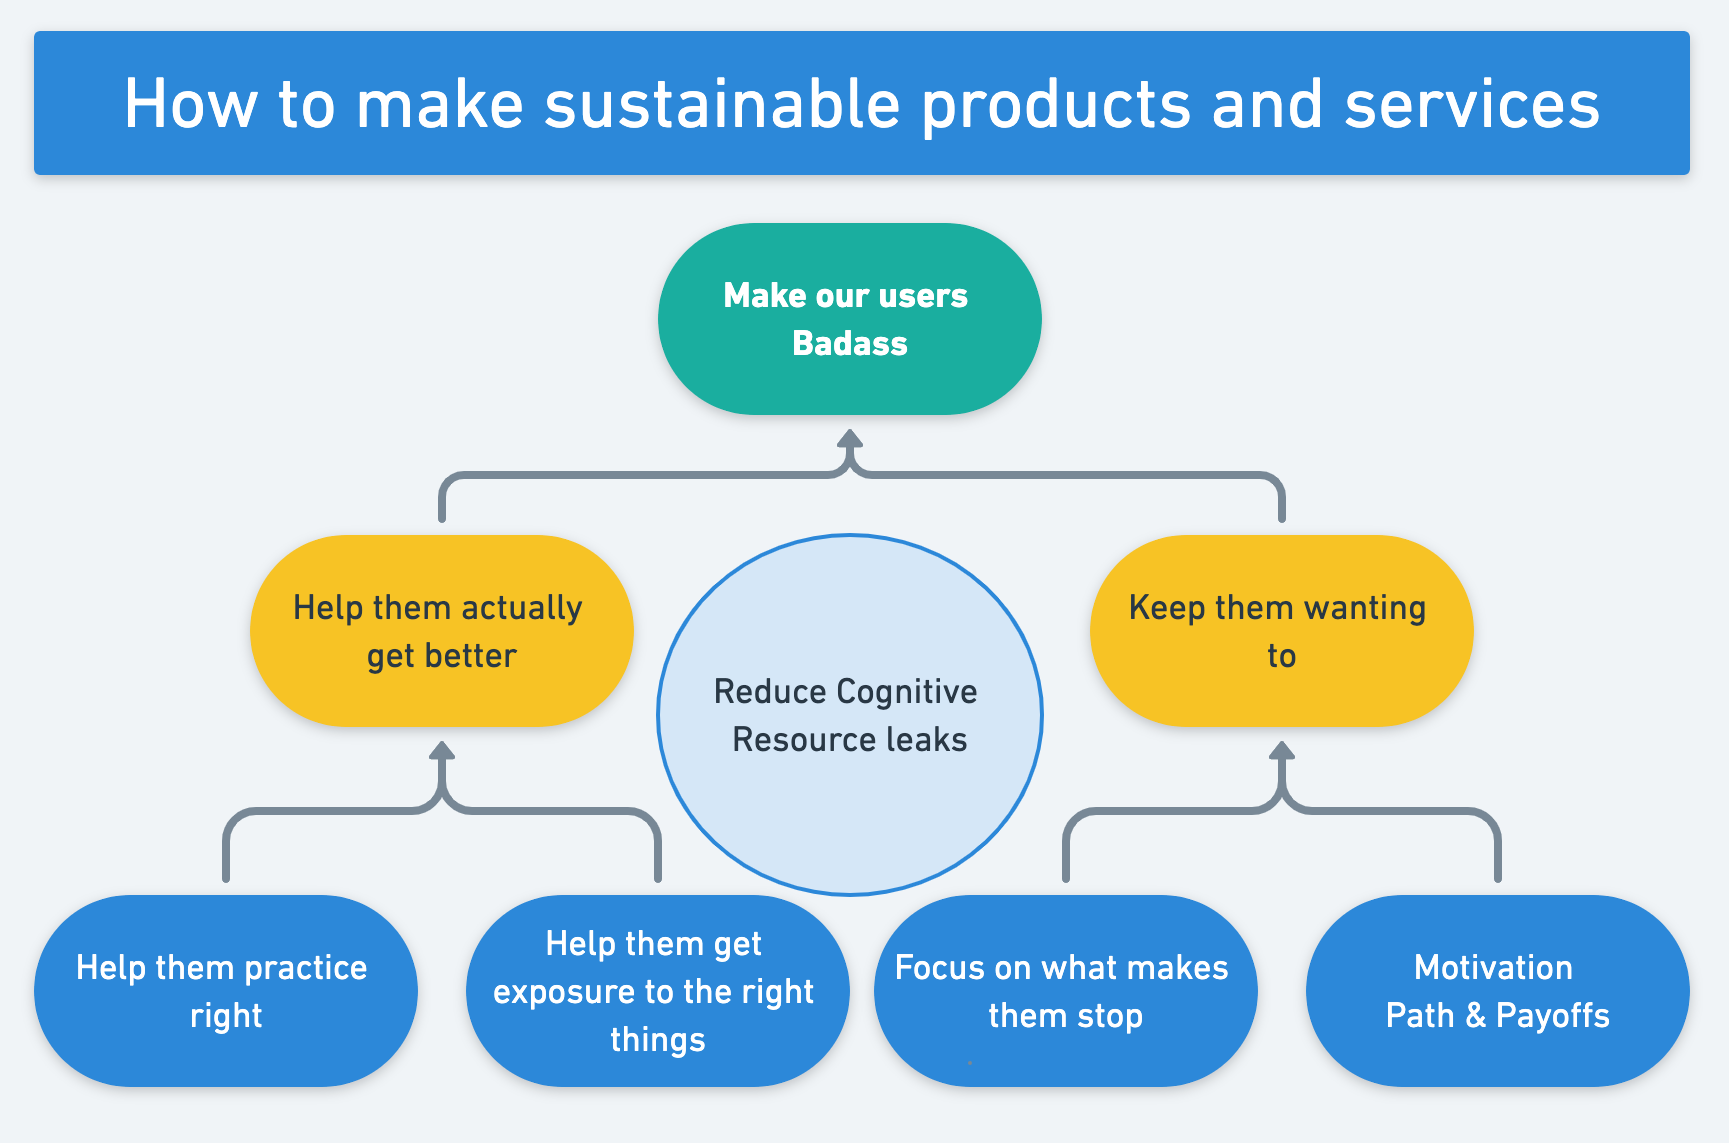 How to make sustainable products and services
Make our users
Badass
Help them actually
get better
Keep them wanting
to
Reduce Cognitive
Resource leaks
Help them practice
right
Help them get
exposure to the right
things
Focus on what makes
them stop
Motivation
Path & Payoffs